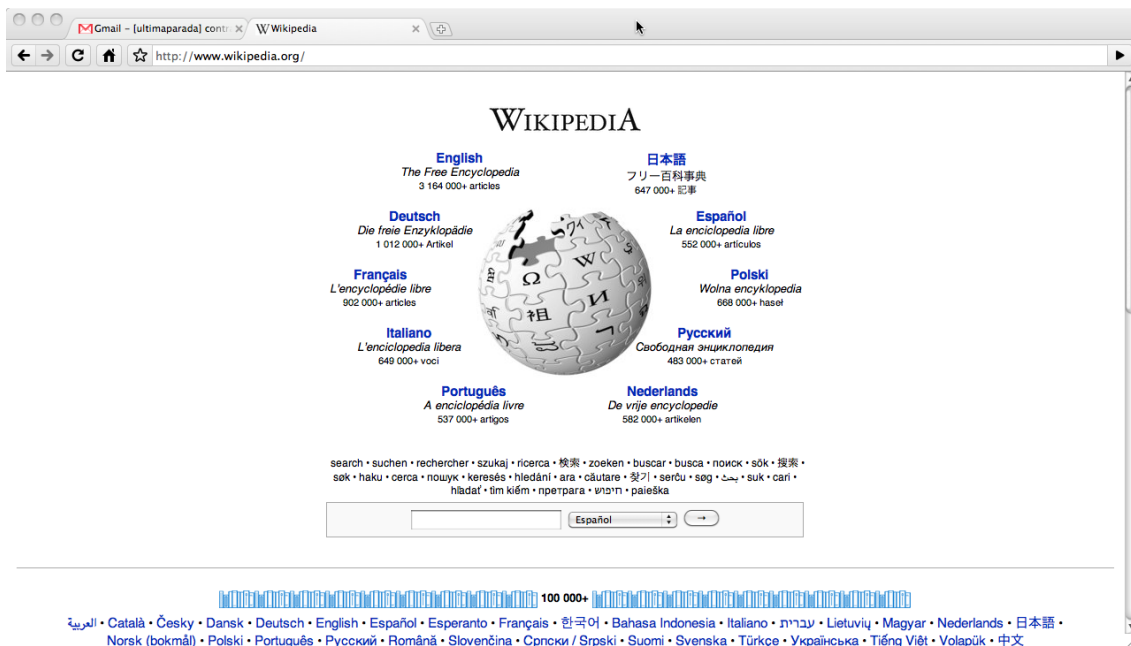 Gmail – [ultimaparada] contr
Wikipedia
http://www.wikipedia.org/
WIKIPEDIA
English
The Free Encyclopedia
3 164 000+ articles
日本語
フリー百科事典
647 000+ 記事
Deutsch
Die freie Enzyklopädie
1 012 000+ Artikel
Español
La enciclopedia libre
552 000+ artículos
Français
L'encyclopédie libre
902 000+ articles
Polski
Wolna encyklopedia
668 000+ haseł
Italiano
L'enciclopedia libera
649 000+ voci
Русский
Свободная энциклопедия
483 000+ статей
Português
A enciclopédia livre
537 000+ artigos
Nederlands
De vrije encyclopedie
582 000+ artikelen
Ω
W
И
祖
search • suchen • rechercher • szukaj • ricerca • 検索 • zoeken • buscar • busca • поиск • sök • 搜索 •
søk • haku • cerca • пошук • keresés • hledání • ara • căutare • 찾기 • serĉu • søg • بحث • suk • cari •
hľadať • tìm kiếm • претрага • חיפוש • paieška
Español
→
100 000+
العربية • Català • Česky • Dansk • Deutsch • English • Español • Esperanto • Français • 한국어 • Bahasa Indonesia • Italiano • עברית • Lietuvių • Magyar • Nederlands • 日本語 •
Norsk (bokmål) • Polski • Português • Русский • Română • Slovenčina • Српски / Srpski • Suomi • Svenska • Türkçe • Українська • Tiếng Việt • Volapük • 中文